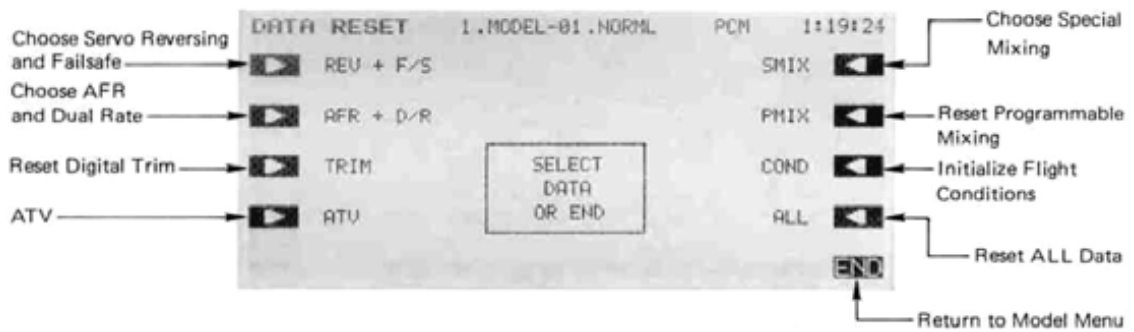 Choose Servo Reversing
and Failsafe
Choose AFR
and Dual Rate
Reset Digital Trim
ATV
DATA RESET 1.MODEL-01.NORML PCM 1:19:24
REV + F/S SMIX
AFR + D/R PMIX
TRIM COND
ATV ALL
SELECT
DATA
OR END
END
Choose Special
Mixing
Reset Programmable
Mixing
Initialize Flight
Conditions
Reset ALL Data
Return to Model Menu